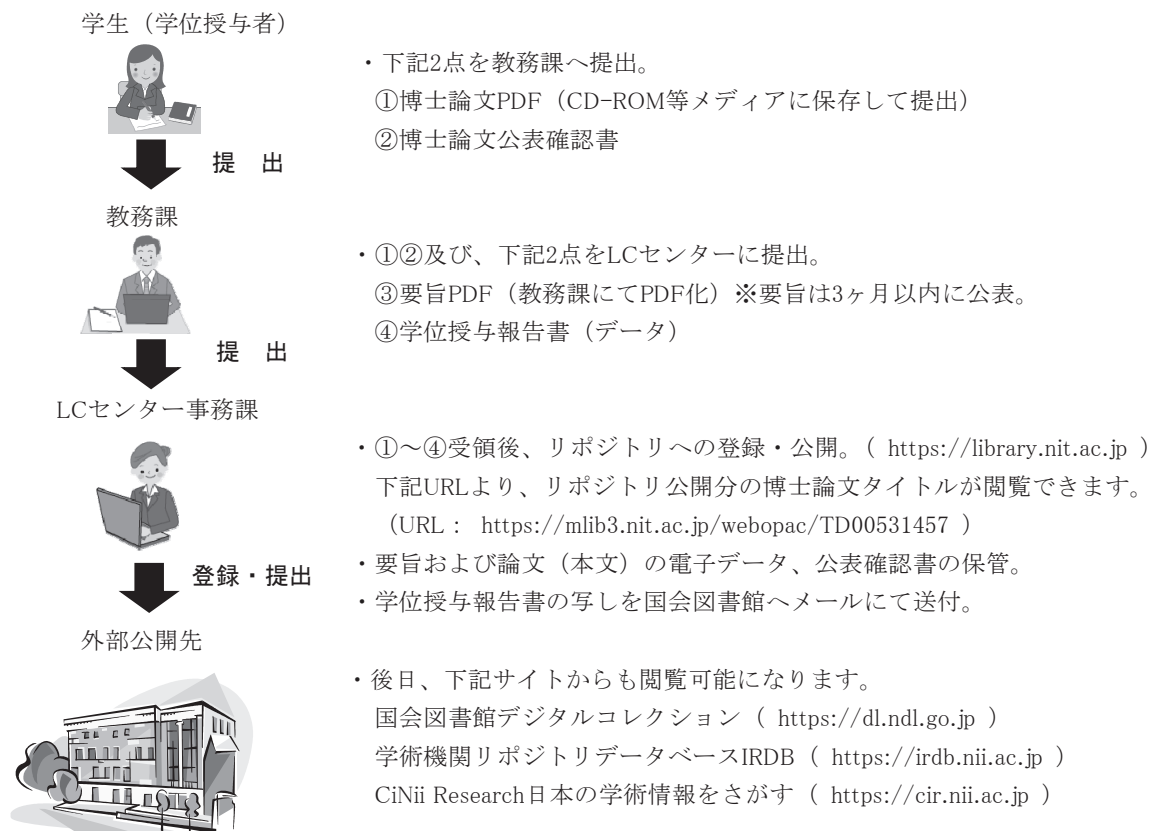 学生（学位授与者）
・下記2点を教務課へ提出。
①博士論文PDF（CD-ROM等メディアに保存して提出）
②博士論文公表確認書
提 出
教務課
・①②及び、下記2点をLCセンターに提出。
③要旨PDF（教務課にてPDF化）※要旨は3ヶ月以内に公表。
④学位授与報告書（データ）
提 出
LCセンター事務課
・①～④受領後、リポジトリへの登録・公開。（ https://library.nit.ac.jp ）
下記URLより、リポジトリ公開分の博士論文タイトルが閲覧できます。
（URL： https://mlib3.nit.ac.jp/webopac/TD00531457 ）
・要旨および論文（本文）の電子データ、公表確認書の保管。
・学位授与報告書の写しを国会図書館へメールにて送付。
登録・提出
外部公開先
・後日、下記サイトからも閲覧可能になります。
国会図書館デジタルコレクション（ https://dl.ndl.go.jp ）
学術機関リポジトリデータベースIRDB（ https://irdb.nii.ac.jp ）
CiNii Research日本の学術情報をさがす（ https://cir.nii.ac.jp ）